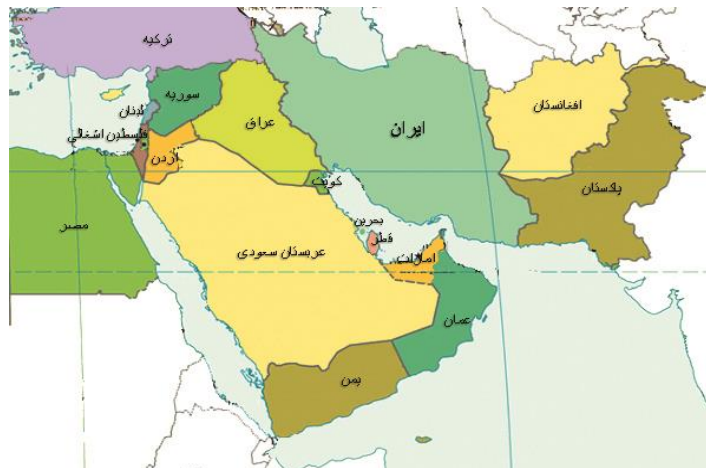 ترکیه
سوریه
لبنان
فلسطین اشغالی
اردن
عراق
ایران
افغانستان
پاکستان
کویت
مصر
بحرین
قطر
امارات
عربستان سعودی
عمان
یمن